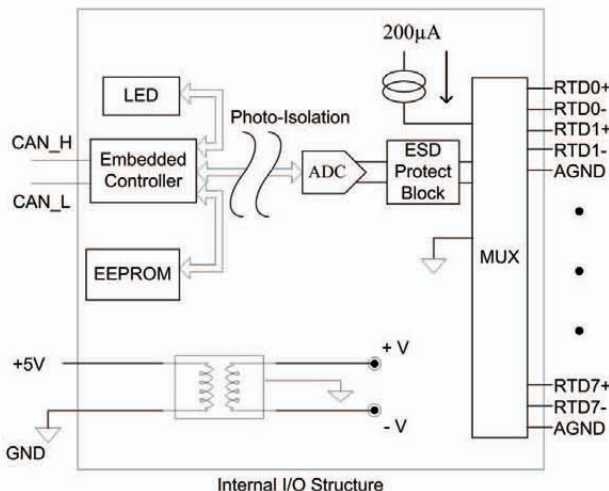 200µA
LED
Photo-Isolation
RTD0+
RTD0-
RTD1+
RTD1-
AGND
CAN_H
CAN_L
Embedded
Controller
ADC
ESD
Protect
Block
EEPROM
MUX
+5V
GND
+ V
- V
RTD7+
RTD7-
AGND
Internal I/O Structure